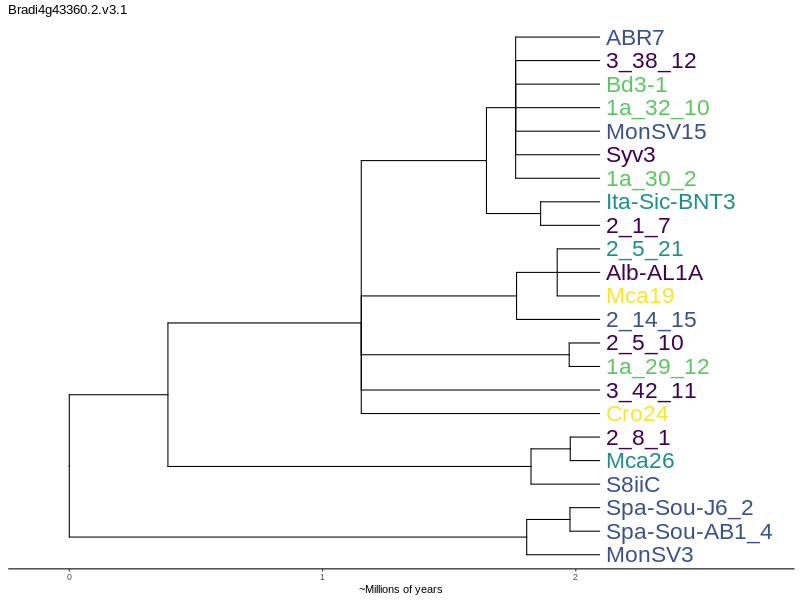 Bradi4g43360.2.v3.1
ABR7
3_38_12
Bd3-1
1a_32_10
MonSV15
Syv3
1a_30_2
Ita-Sic-BNT3
2_1_7
2_5_21
Alb-AL1A
Mca19
2_14_15
2_5_10
1a_29_12
3_42_11
Cro24
2_8_1
Mca26
S8iiC
Spa-Sou-J6_2
Spa-Sou-AB1_4
MonSV3
0 1 2
~Millions of years